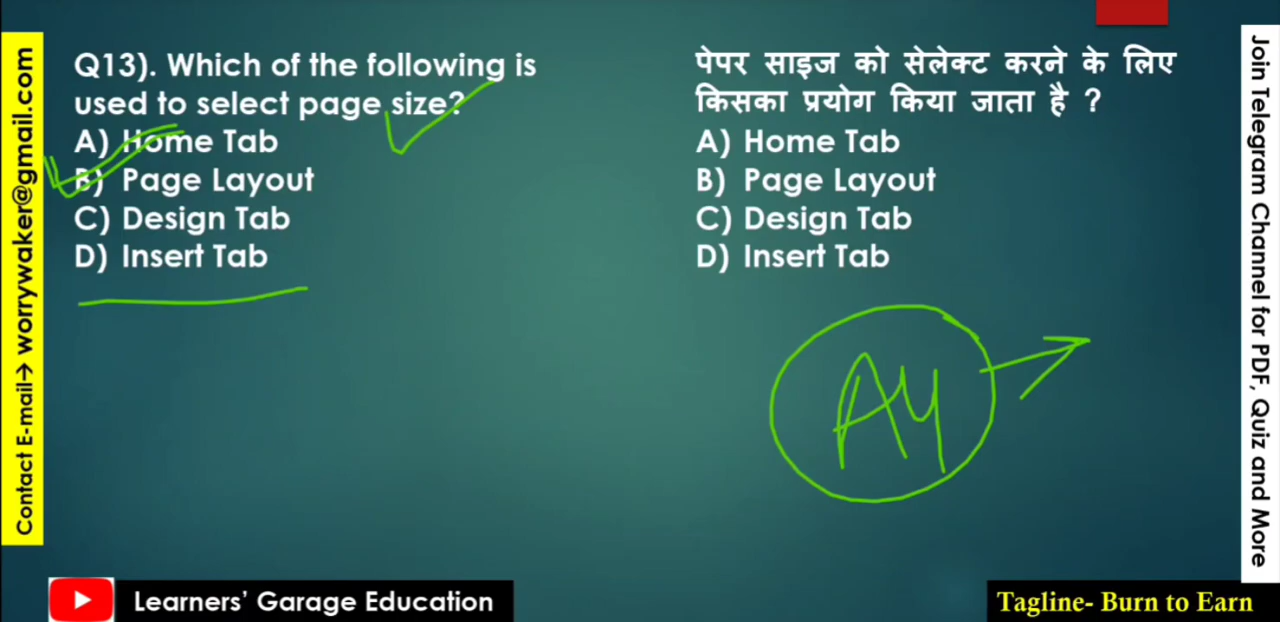 Q13). Which of the following is
used to select page size?
A) Home Tab
B) Page Layout
C) Design Tab
D) Insert Tab
पेपर साइज को सेलेक्ट करने के लिए
किसका प्रयोग किया जाता है ?
A) Home Tab
B) Page Layout
C) Design Tab
D) Insert Tab
A4
Contact E-mail→ worrywaker@gmail.com
Join Telegram Channel for PDF, Quiz and More
Learners’ Garage Education
Tagline- Burn to Earn